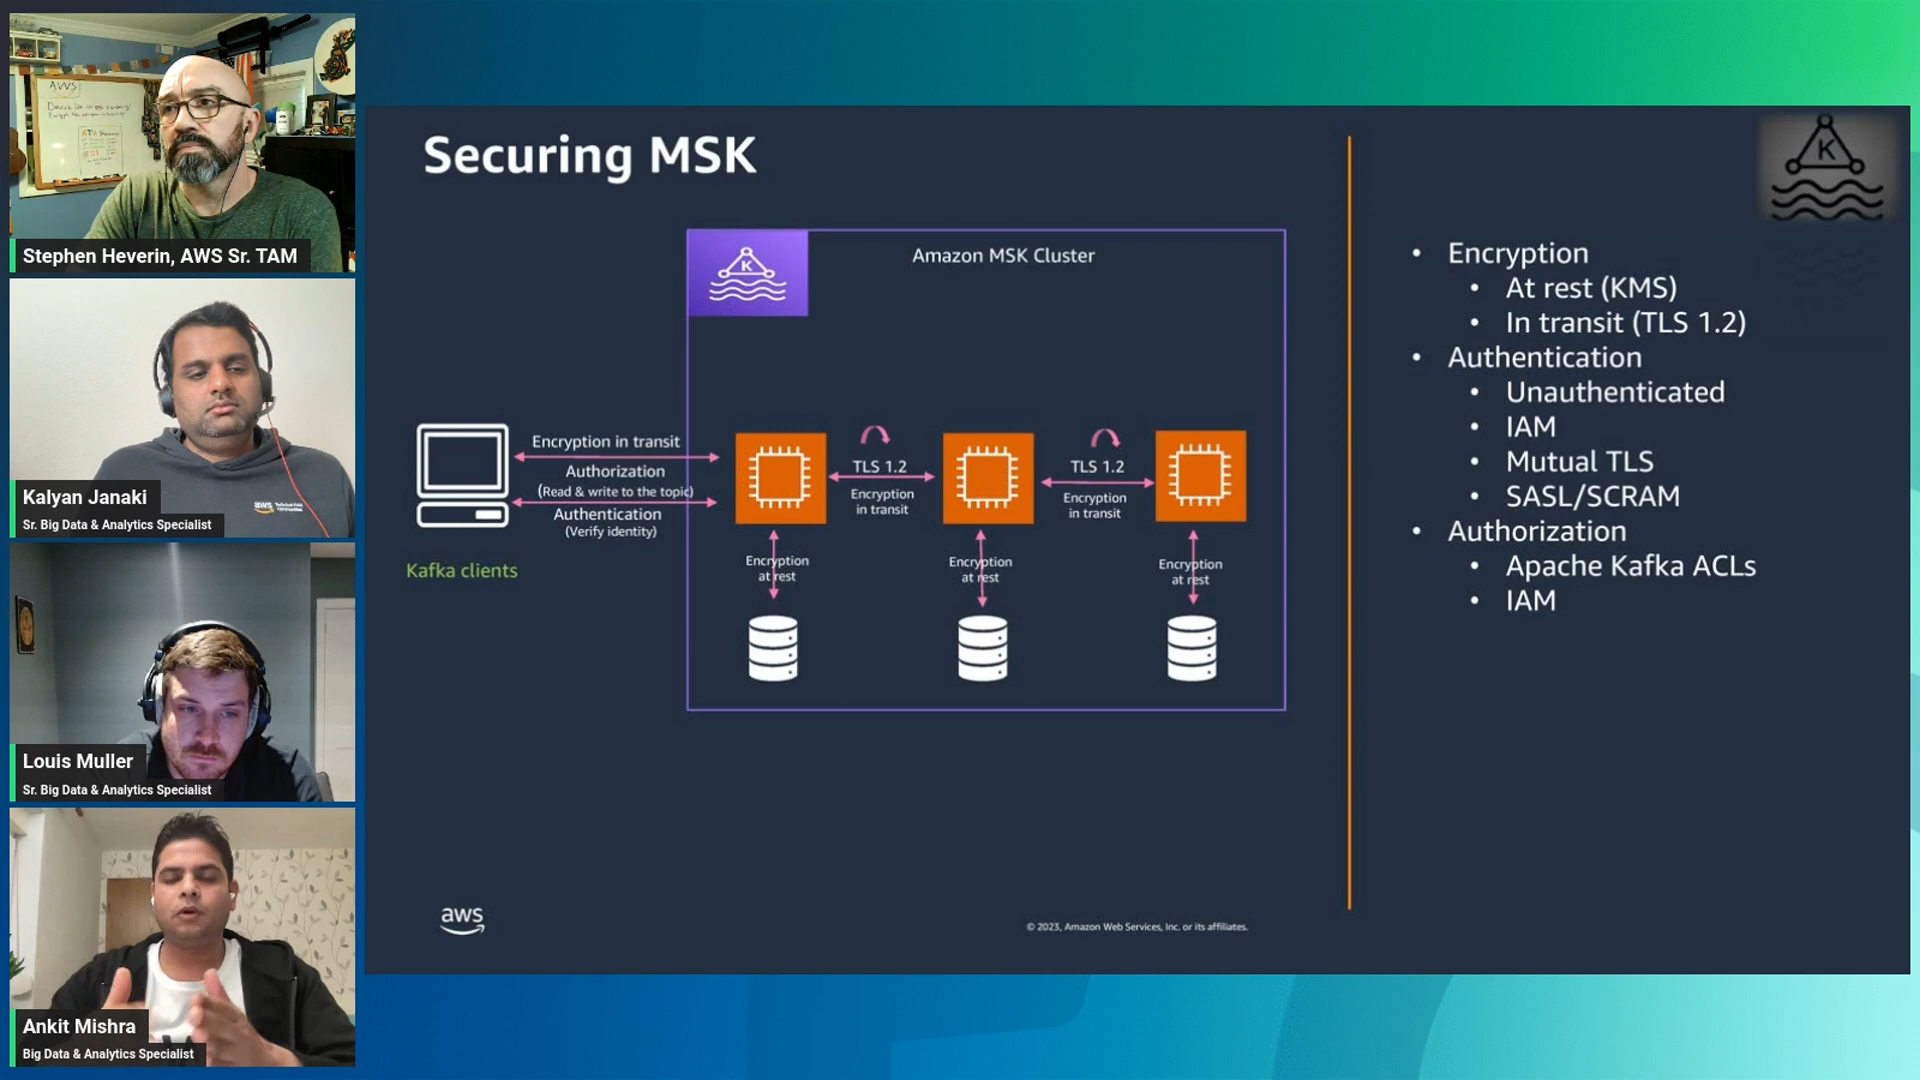 AWS
Stephen Heverin, AWS Sr. TAM
Kalyan Janaki
Sr. Big Data & Analytics Specialist
aws
Louis Muller
Sr. Big Data & Analytics Specialist
Ankit Mishra
Big Data & Analytics Specialist
Securing MSK
K
Amazon MSK Cluster
Encryption in transit
Authorization
(Read & write to the topic)
Authentication
(Verify identity)
Kafka clients
TLS 1.2
Encryption
in transit
TLS 1.2
Encryption
in transit
Encryption
at rest
Encryption
at rest
Encryption
at rest
K
• Encryption
• At rest (KMS)
• In transit (TLS 1.2)
• Authentication
• Unauthenticated
• IAM
• Mutual TLS
• SASL/SCRAM
• Authorization
• Apache Kafka ACLs
• IAM
aws
© 2023, Amazon Web Services, Inc. or its affiliates.